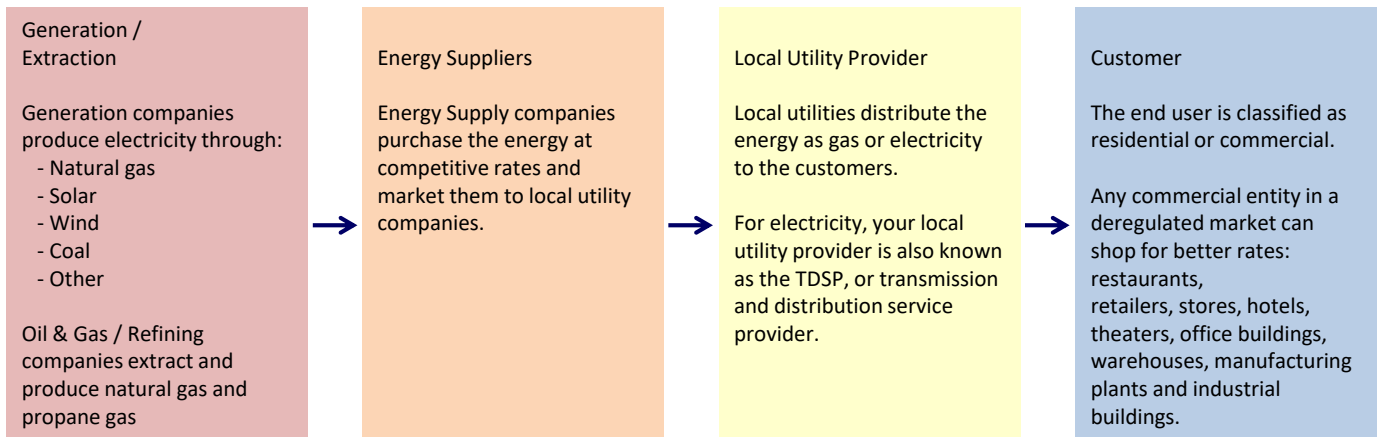 Generation /
Extraction
Generation companies
produce electricity through:
- Natural gas
- Solar
- Wind
- Coal
- Other
Oil & Gas / Refining
companies extract and
produce natural gas and
propane gas
Energy Suppliers
Energy Supply companies
purchase the energy at
competitive rates and
market them to local utility
companies.
Local Utility Provider
Local utilities distribute the
energy as gas or electricity
to the customers.
For electricity, your local
utility provider is also known
as the TDSP, or transmission
and distribution service
provider.
Customer
The end user is classified as
residential or commercial.
Any commercial entity in a
deregulated market can
shop for better rates:
restaurants,
retailers, stores, hotels,
theaters, office buildings,
warehouses, manufacturing
plants and industrial
buildings.